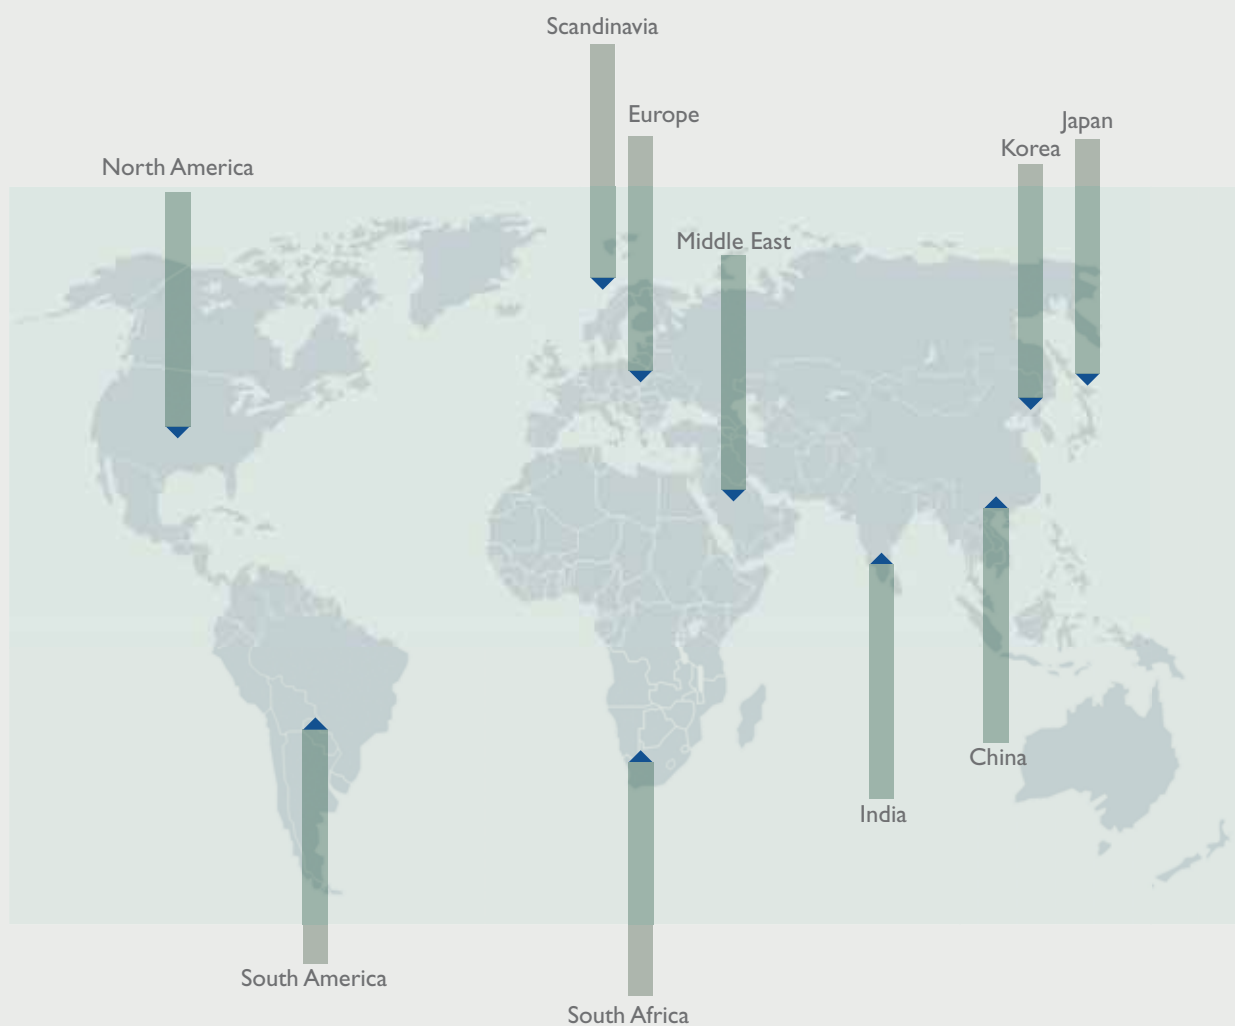 Scandinavia
Europe
Japan
Korea
North America
Middle East
China
India
South America
South Africa